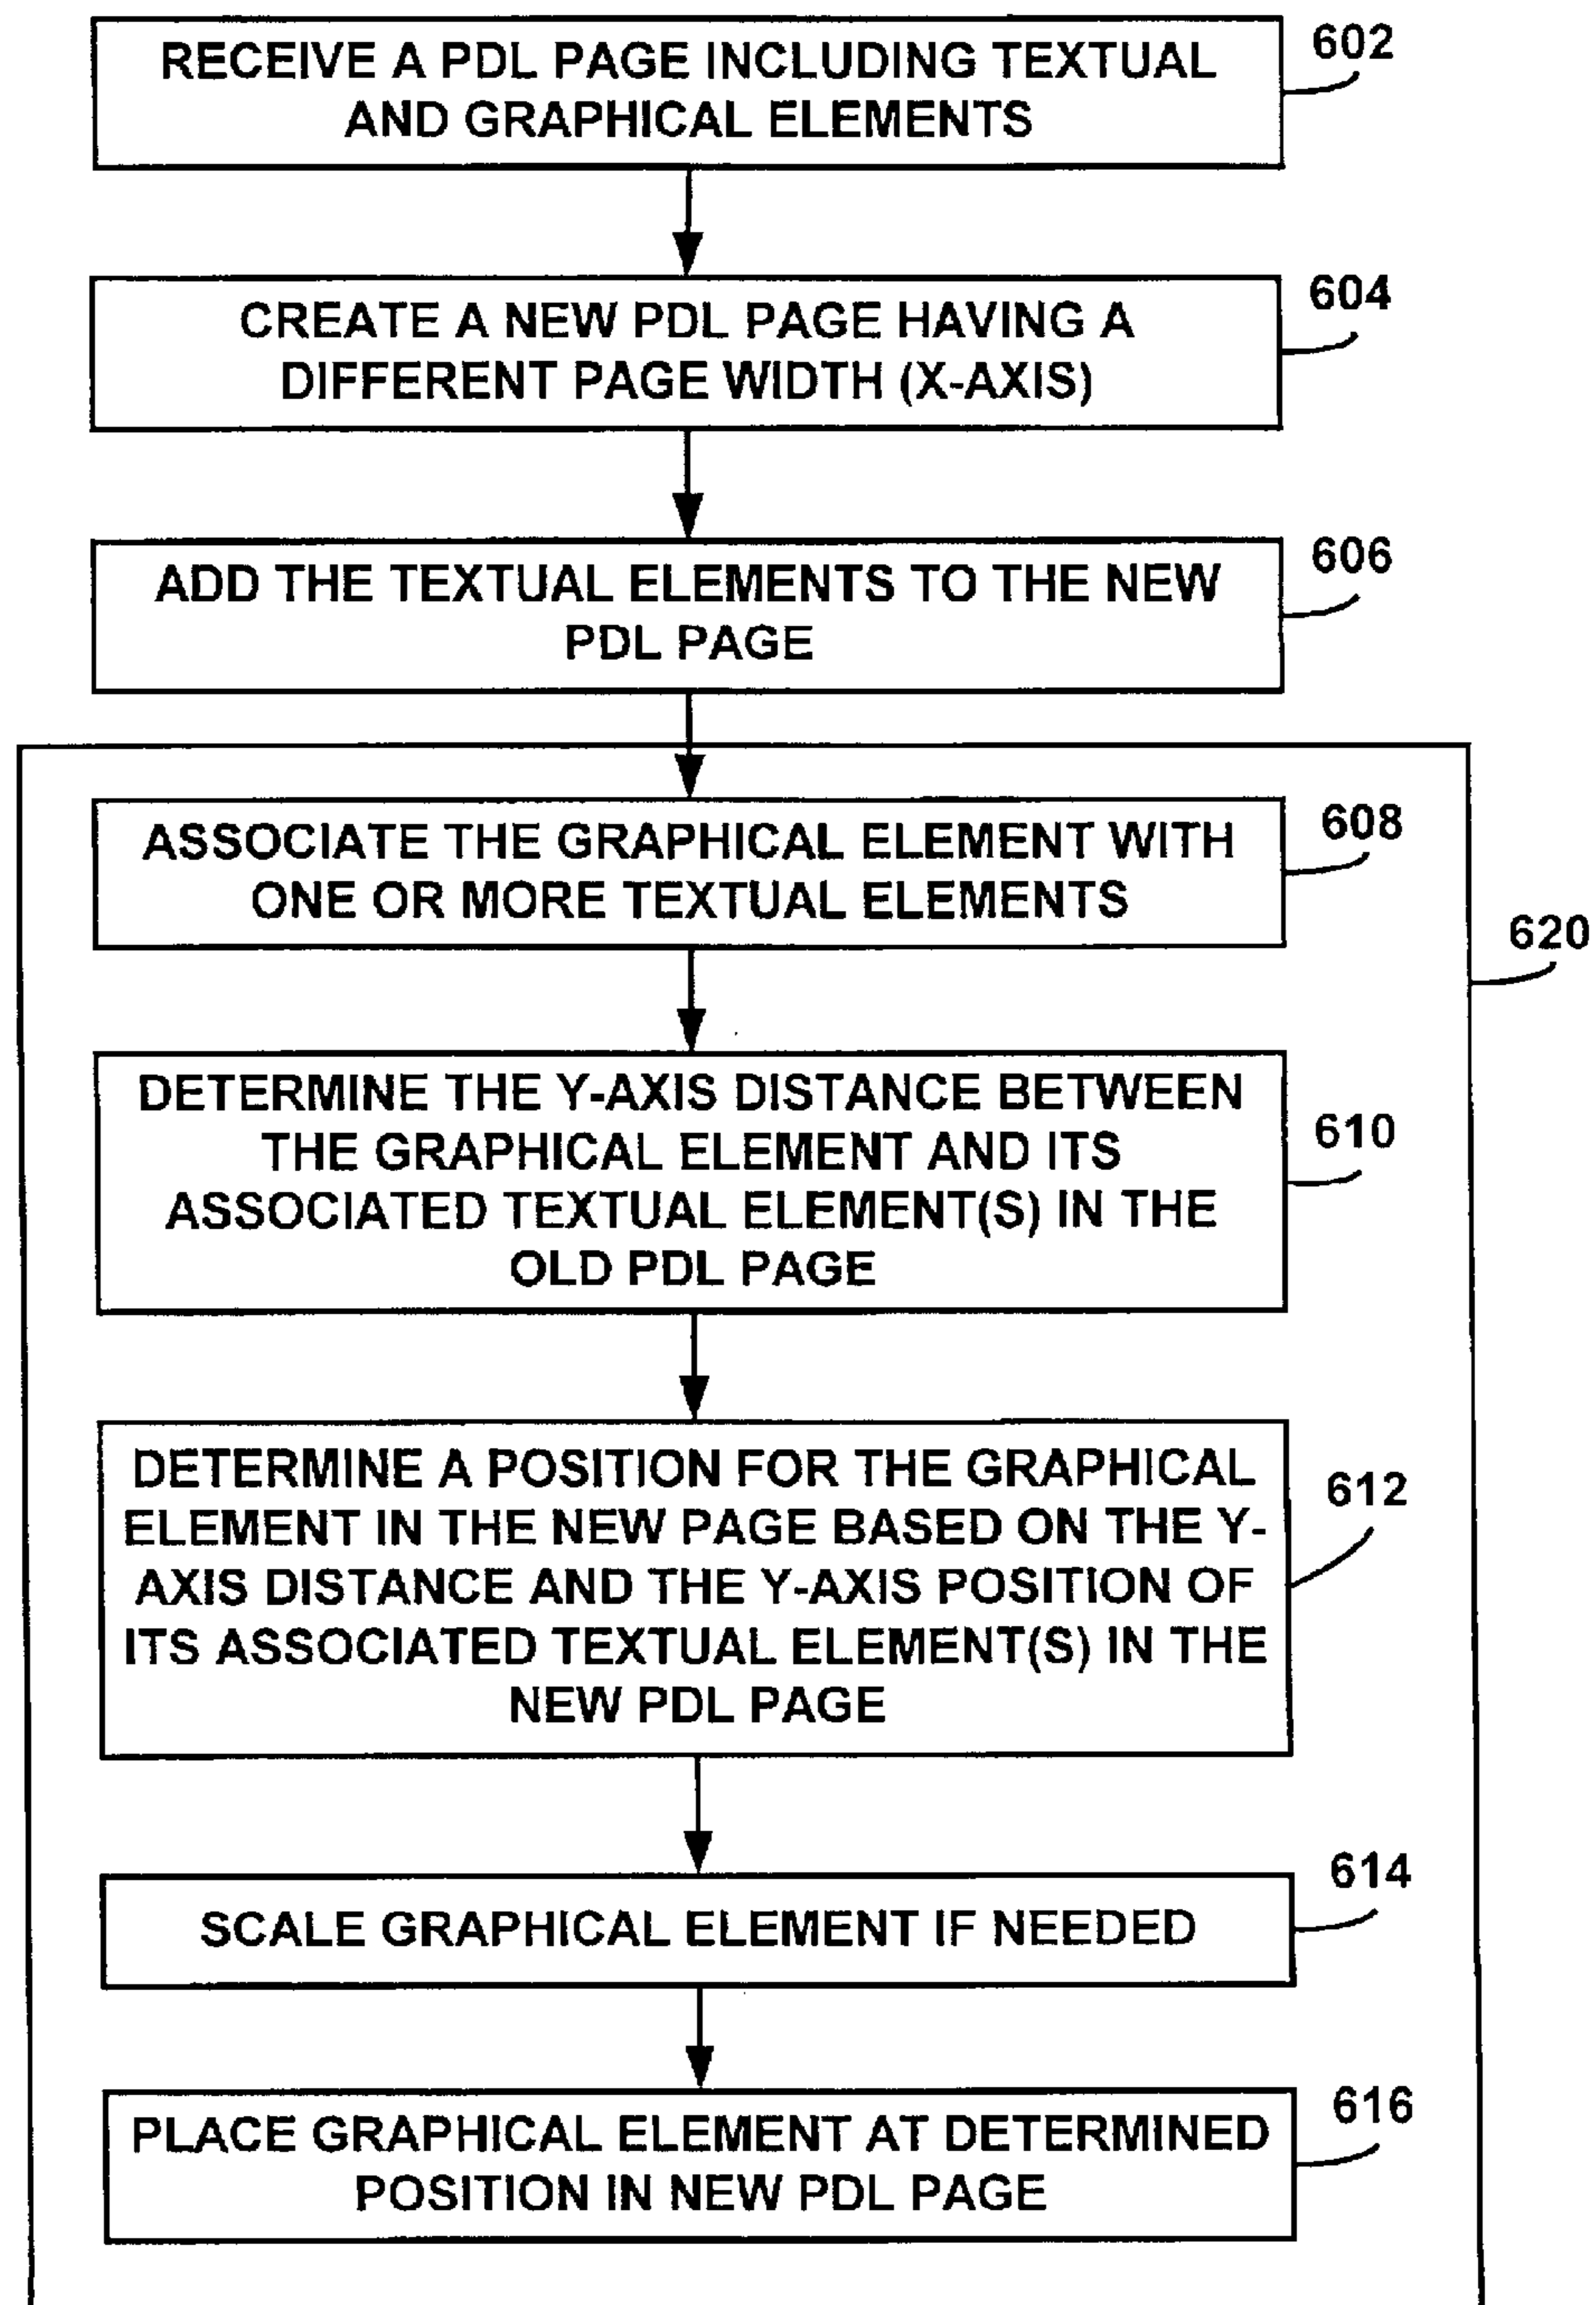 RECEIVE A PDL PAGE INCLUDING TEXTUAL
AND GRAPHICAL ELEMENTS
602
CREATE A NEW PDL PAGE HAVING A
DIFFERENT PAGE WIDTH (X-AXIS)
604
ADD THE TEXTUAL ELEMENTS TO THE NEW
PDL PAGE
606
ASSOCIATE THE GRAPHICAL ELEMENT WITH
ONE OR MORE TEXTUAL ELEMENTS
608
620
DETERMINE THE Y-AXIS DISTANCE BETWEEN
THE GRAPHICAL ELEMENT AND ITS
ASSOCIATED TEXTUAL ELEMENT(S) IN THE
OLD PDL PAGE
610
DETERMINE A POSITION FOR THE GRAPHICAL
ELEMENT IN THE NEW PAGE BASED ON THE Y-
AXIS DISTANCE AND THE Y-AXIS POSITION OF
ITS ASSOCIATED TEXTUAL ELEMENT(S) IN THE
NEW PDL PAGE
612
SCALE GRAPHICAL ELEMENT IF NEEDED
614
PLACE GRAPHICAL ELEMENT AT DETERMINED
POSITION IN NEW PDL PAGE
616